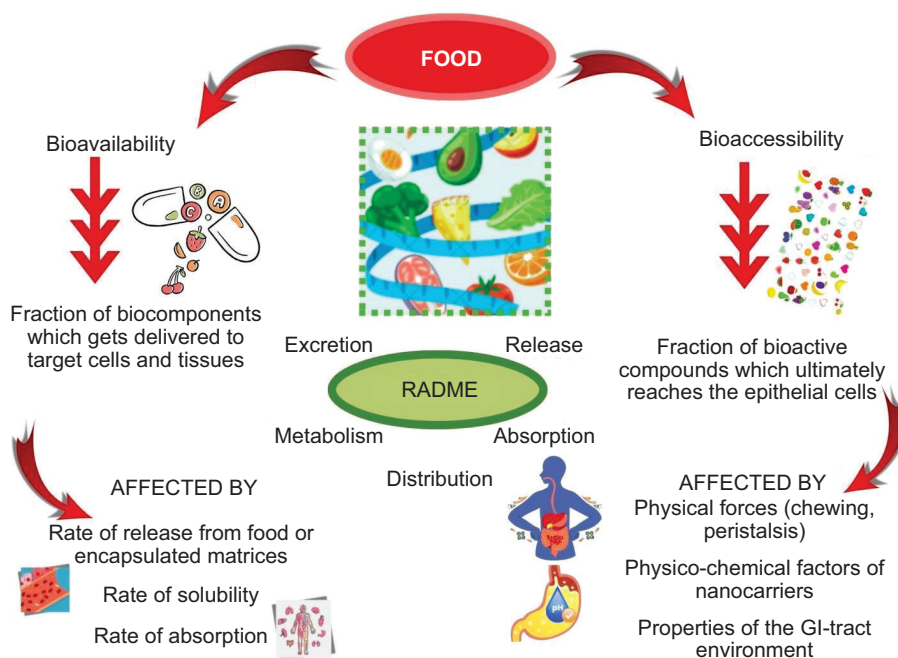 FOOD
Bioavailability
Bioaccessibility
B
A
C
Fraction of biocomponents
which gets delivered to
target cells and tissues
Excretion
Release
Fraction of bioactive
compounds which ultimately
reaches the epithelial cells
RADME
Metabolism
Absorption
Distribution
AFFECTED BY
Rate of release from food or
encapsulated matrices
Rate of solubility
Rate of absorption
AFFECTED BY
Physical forces (chewing,
peristalsis)
Physico-chemical factors of
nanocarriers
Properties of the GI-tract
environment
pH